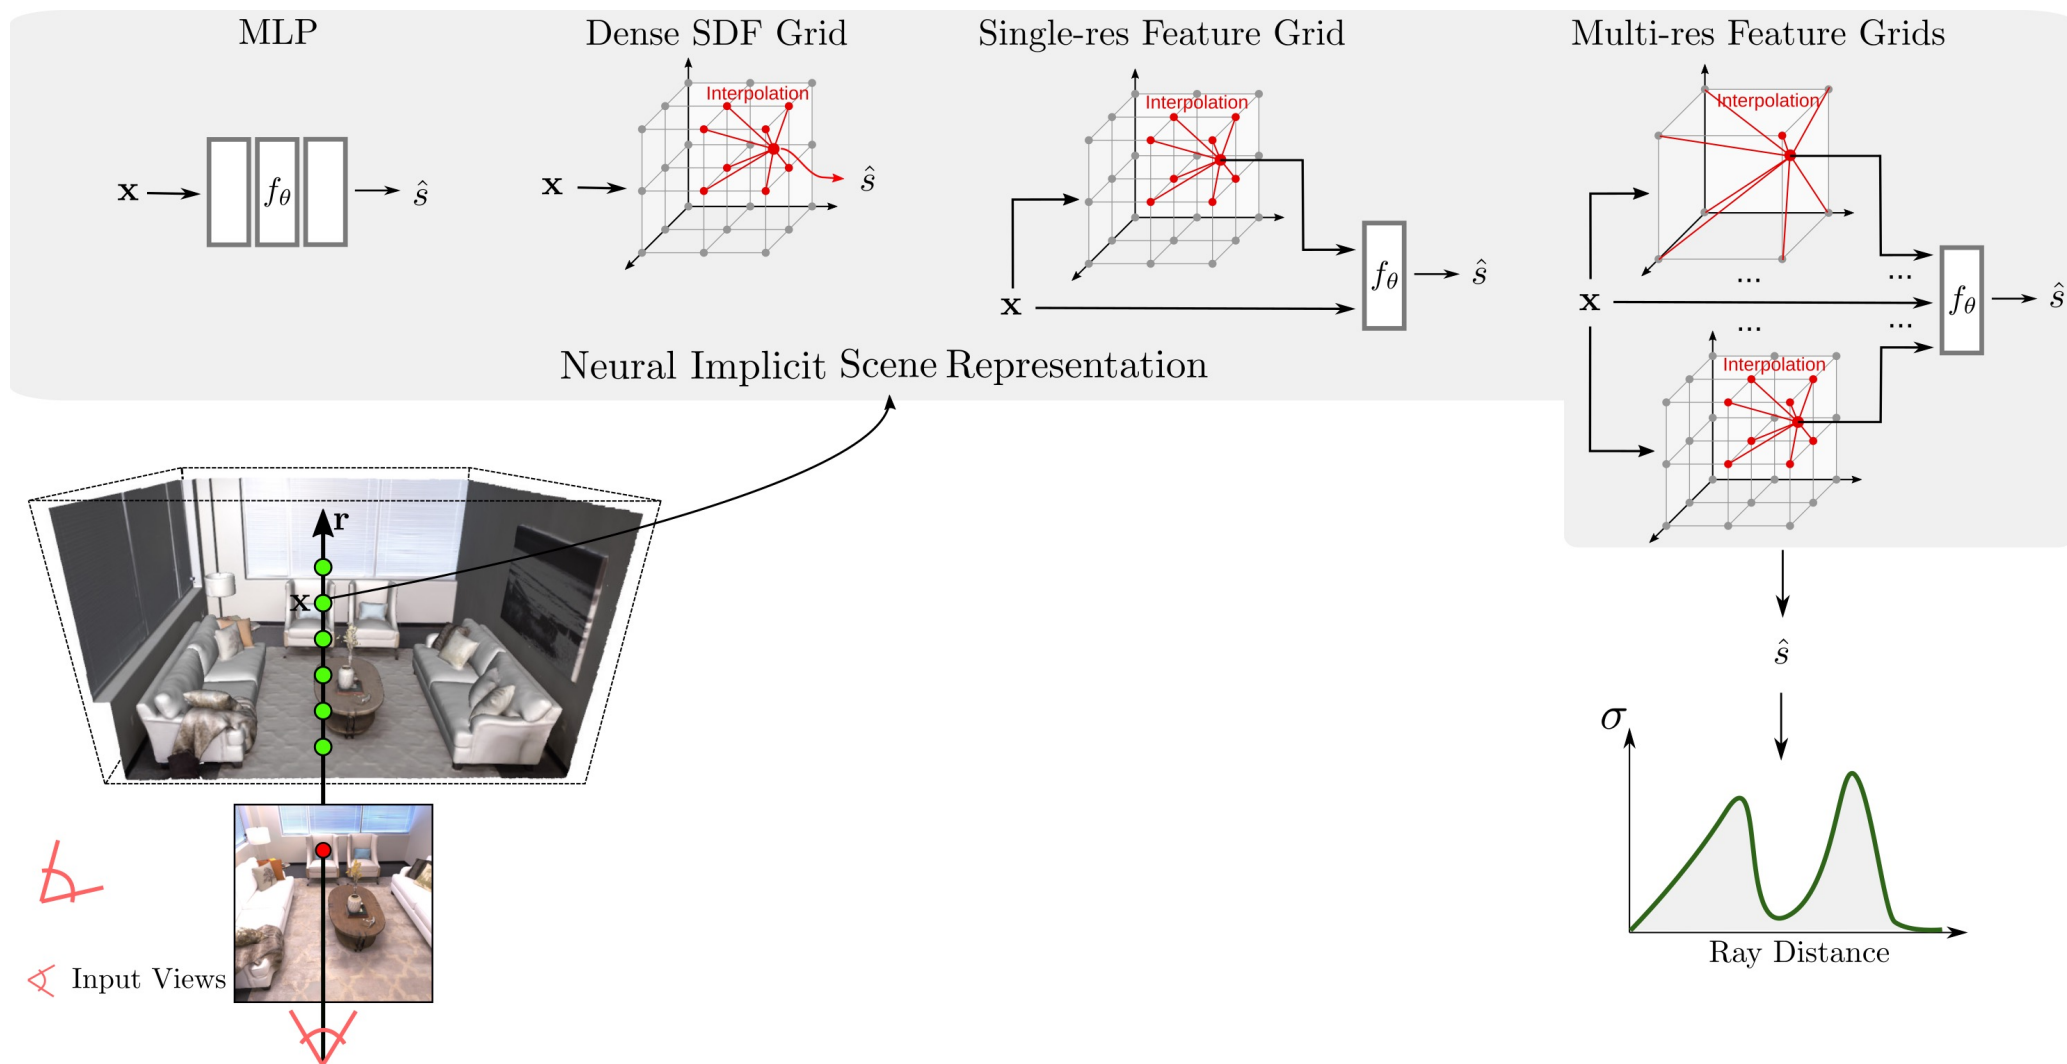 MLP
Dense SDF Grid
Single-res Feature Grid
Multi-res Feature Grids
Interpolation
Interpolation
Interpolation
x
f_θ
ŝ
x
ŝ
x
f_θ
ŝ
...
...
x
f_θ
ŝ
...
...
Interpolation
Neural Implicit Scene Representation
r
x
ŝ
σ
Ray Distance
Input Views